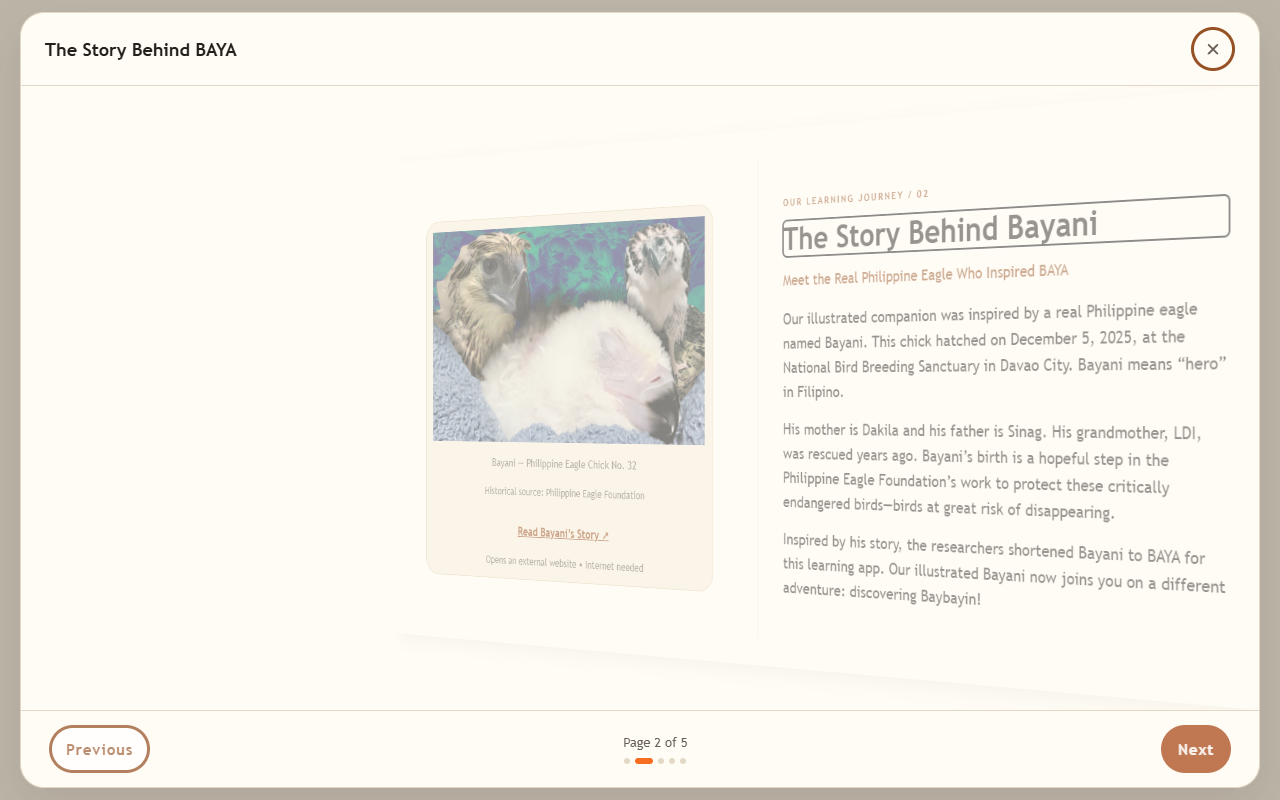 The Story Behind BAYA
×
OUR LEARNING JOURNEY / 02
The Story Behind Bayani
Meet the Real Philippine Eagle Who Inspired BAYA
Our illustrated companion was inspired by a real Philippine eagle
named Bayani. This chick hatched on December 5, 2025, at the
National Bird Breeding Sanctuary in Davao City. Bayani means “hero”
in Filipino.
His mother is Dakila and his father is Sinag. His grandmother, LDI,
was rescued years ago. Bayani’s birth is a hopeful step in the
Philippine Eagle Foundation’s work to protect these critically
endangered birds—birds at great risk of disappearing.
Inspired by his story, the researchers shortened Bayani to BAYA for
this learning app. Our illustrated Bayani now joins you on a different
adventure: discovering Baybayin!
Bayani — Philippine Eagle Chick No. 32
Historical source: Philippine Eagle Foundation
Read Bayani’s Story ↗
Opens an external website • Internet needed
Previous
Page 2 of 5
Next